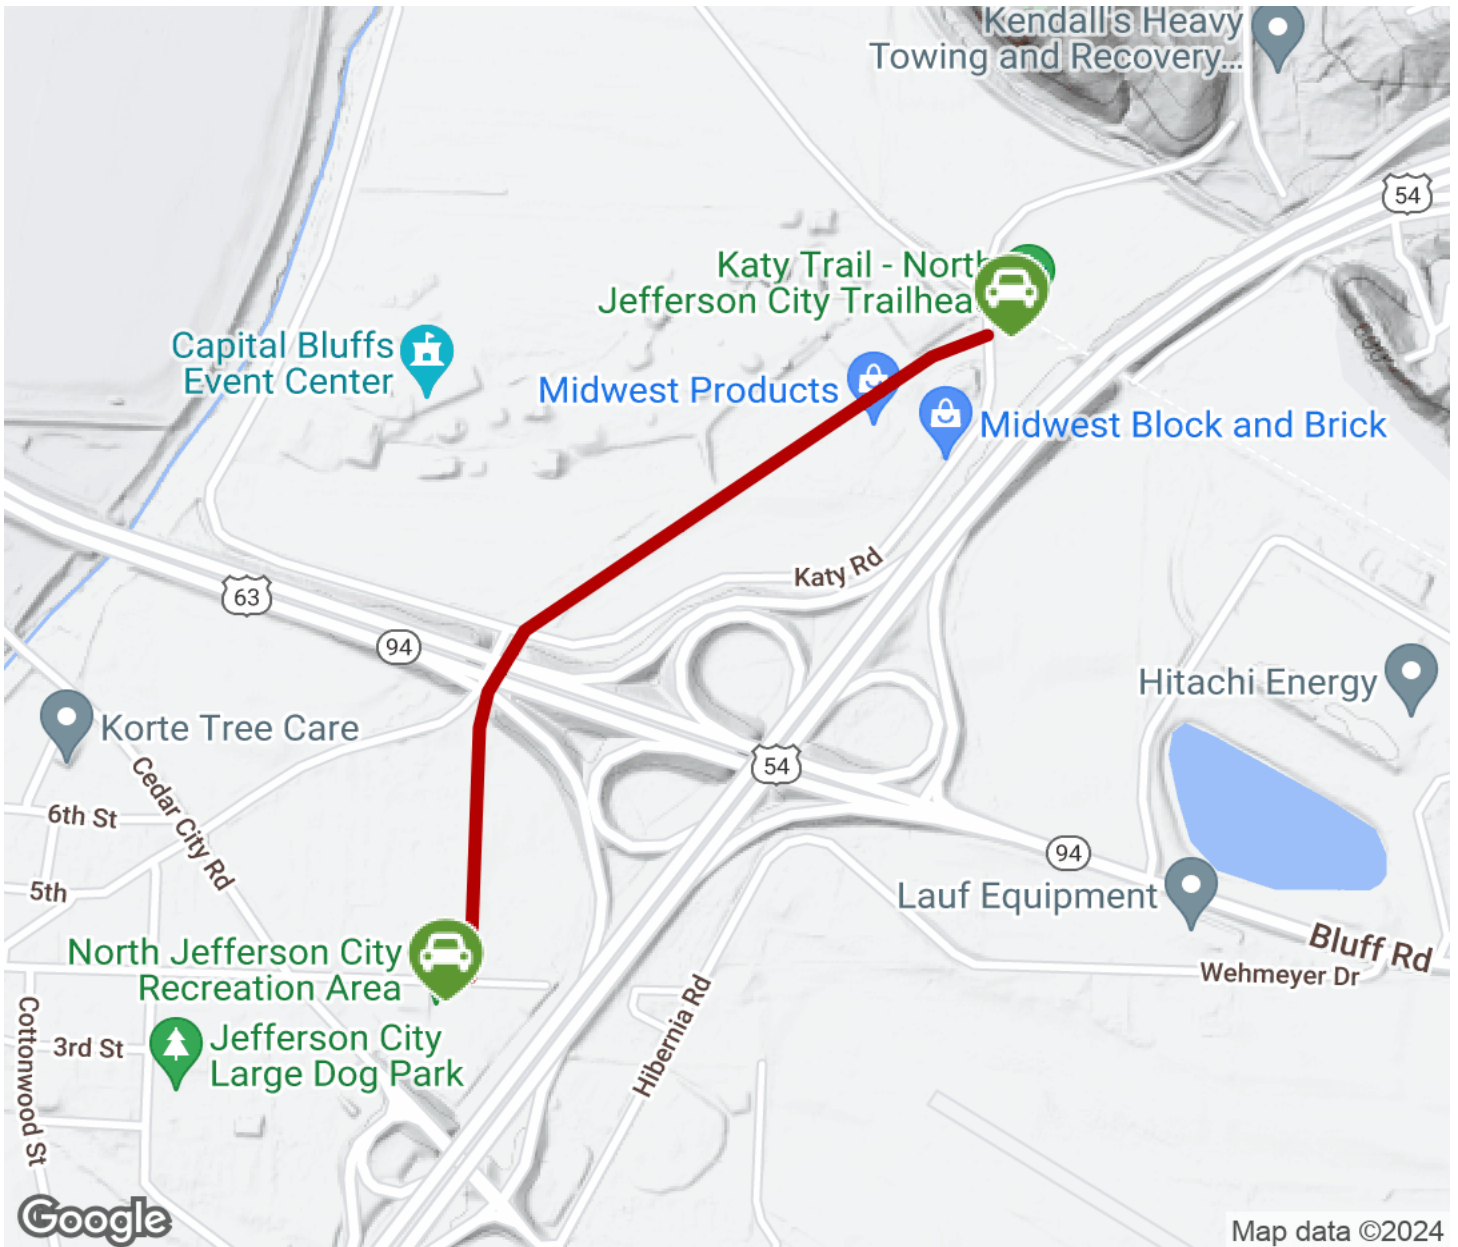 Kendall's Heavy
Towing and Recovery...
54
Katy Trail - North
Jefferson City Trailhea
Capital Bluffs
Event Center
Midwest Products
Midwest Block and Brick
Katy Rd
63
94
Hitachi Energy
Korte Tree Care
54
Cedar City Rd
6th St
94
5th
Lauf Equipment
Bluff Rd
North Jefferson City
Recreation Area
Wehmeyer Dr
Hibernia Rd
Cottonwood St
3rd St
Jefferson City
Large Dog Park
Google
Map data ©2024